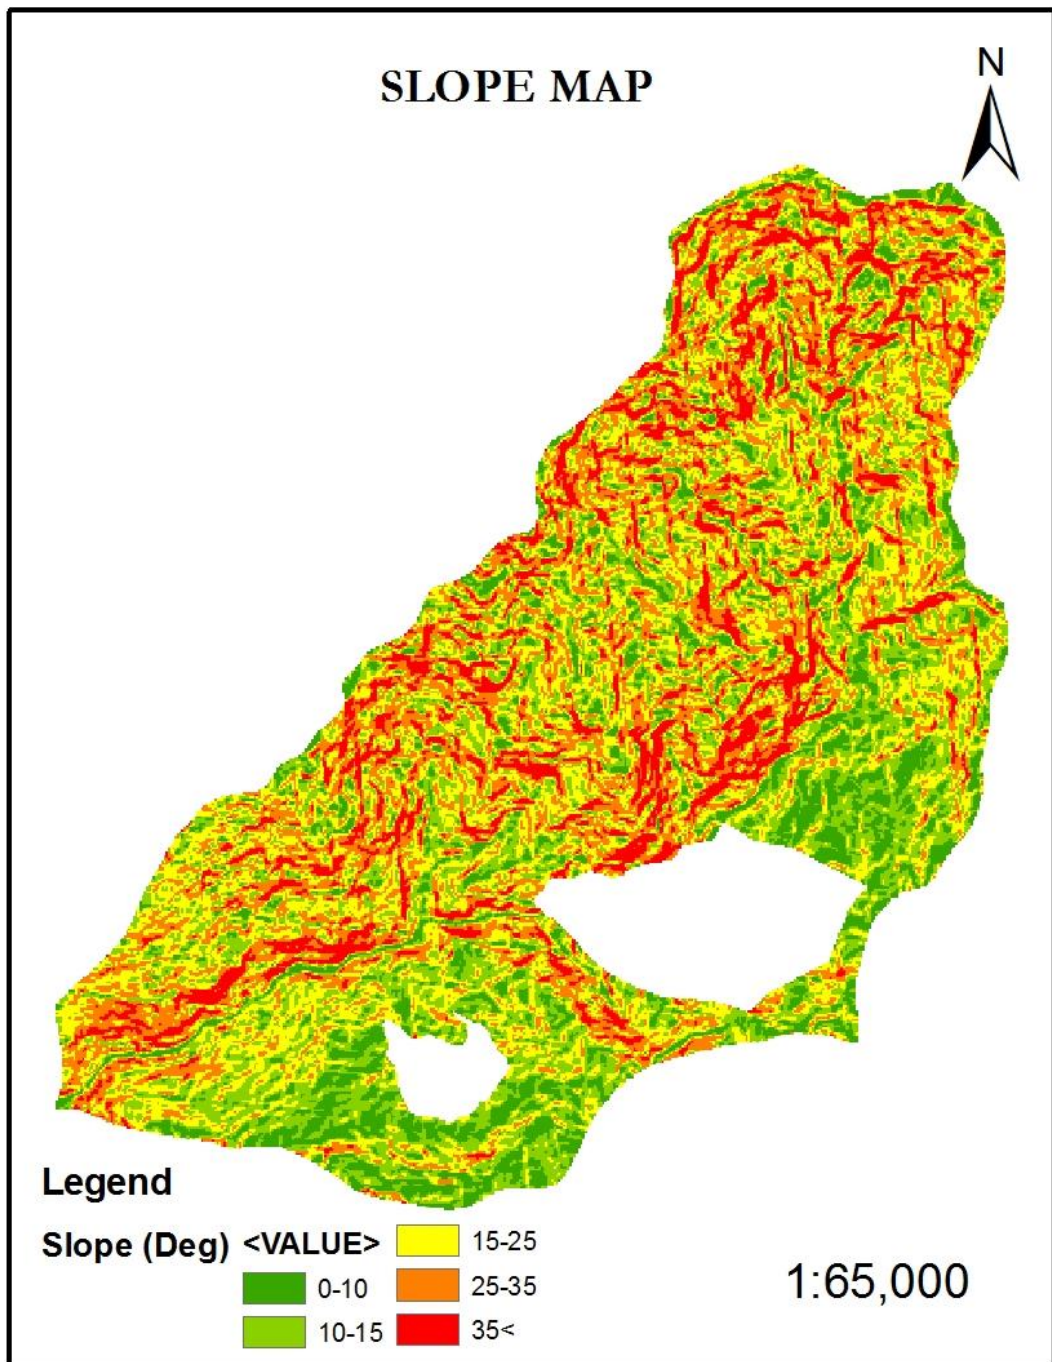 N
SLOPE MAP
Legend
Slope (Deg) <VALUE>
0-10
10-15
15-25
25-35
35<
1:65,000